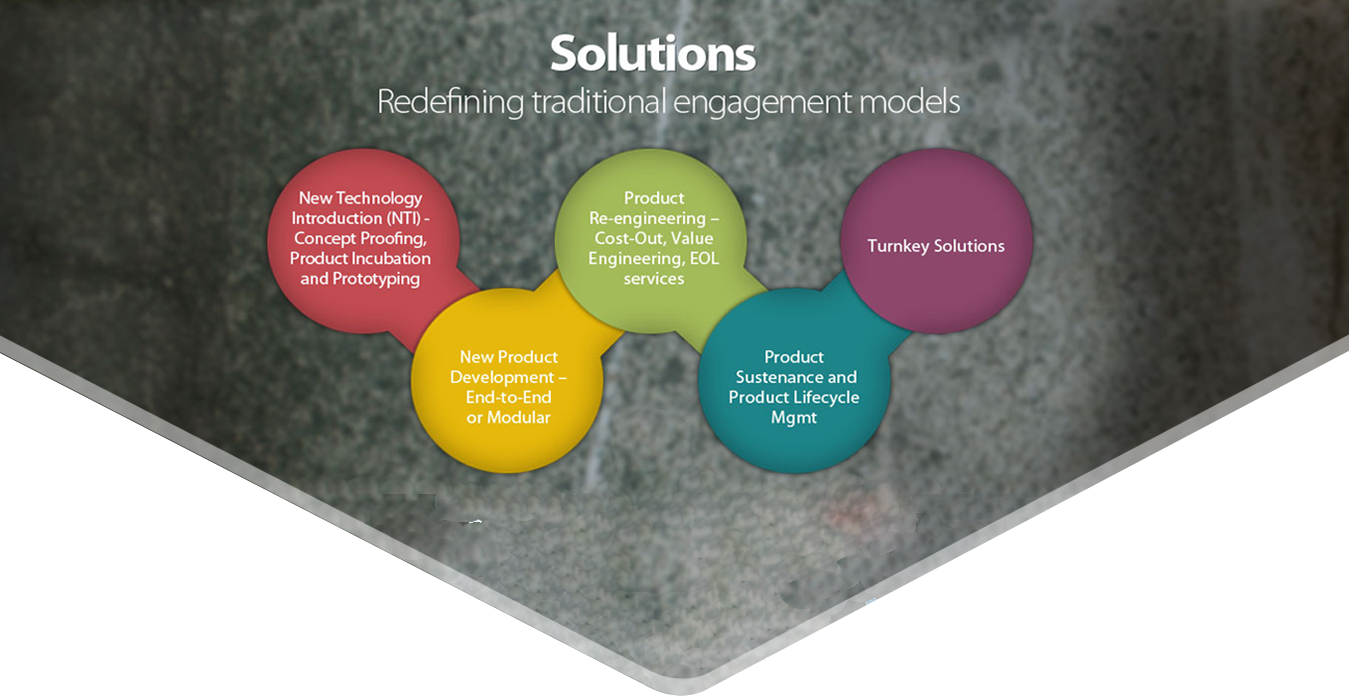 Solutions
Redefining traditional engagement models
New Technology
Introduction (NTI) -
Concept Proofing,
Product Incubation
and Prototyping
New Product
Development –
End-to-End
or Modular
Product
Re-engineering –
Cost-Out, Value
Engineering, EOL
services
Product
Sustenance and
Product Lifecycle
Mgmt
Turnkey Solutions